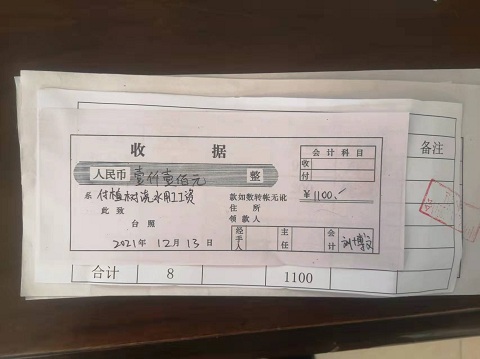 收 据
会计科目
备注
人民币 壹仟壹佰元 整
收
付
系 付植树浇水用工资
款如数转帐无讹
¥1100.-
此致
住 所
台照
领款人
2021年 12月 13日
经手人
主任
会计
合计 8 1100